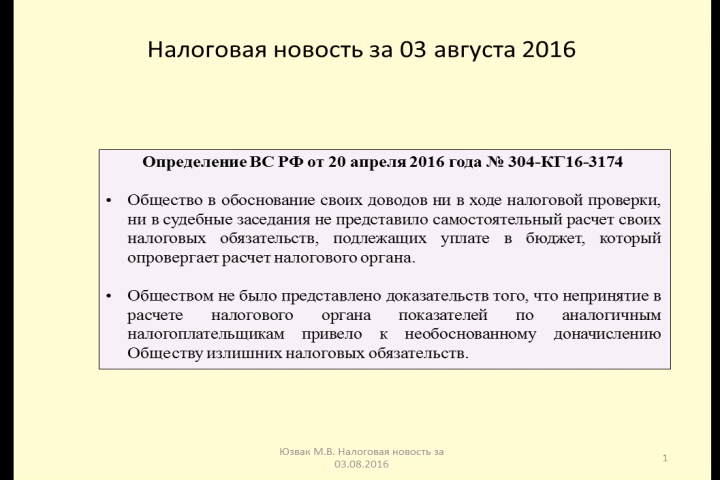 Налоговая новость за 03 августа 2016
Определение ВС РФ от 20 апреля 2016 года № 304-КГ16-3174
• Общество в обоснование своих доводов ни в ходе налоговой проверки,
ни в судебные заседания не представило самостоятельный расчет своих
налоговых обязательств, подлежащих уплате в бюджет, который
опровергает расчет налогового органа.
• Обществом не было представлено доказательств того, что непринятие в
расчете налогового органа показателей по аналогичным
налогоплательщикам привело к необоснованному доначислению
Обществу излишних налоговых обязательств.
Юзвак М.В. Налоговая новость за
03.08.2016
1